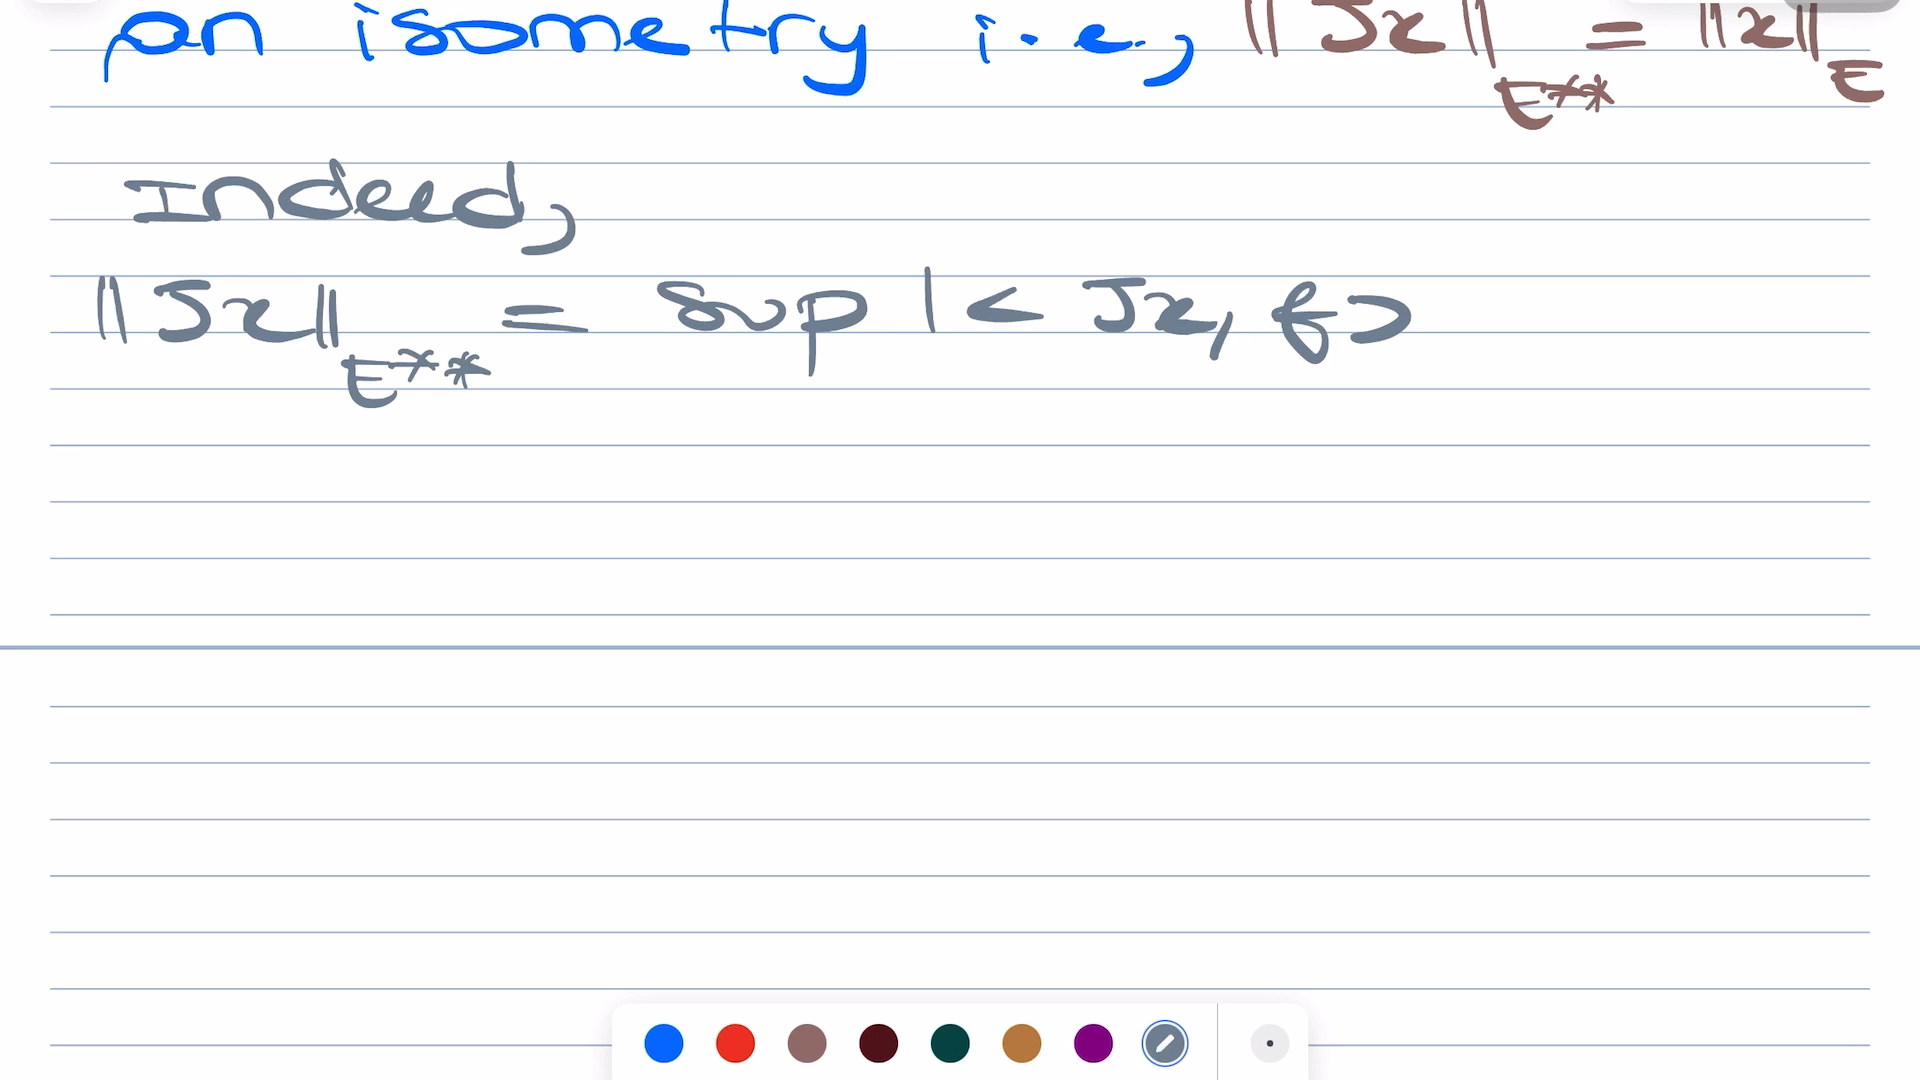 an isometry i.e., ||Jx||_{E**} = ||x||_E
Indeed,
||Jx||_{E**} = sup |< Jx, f>